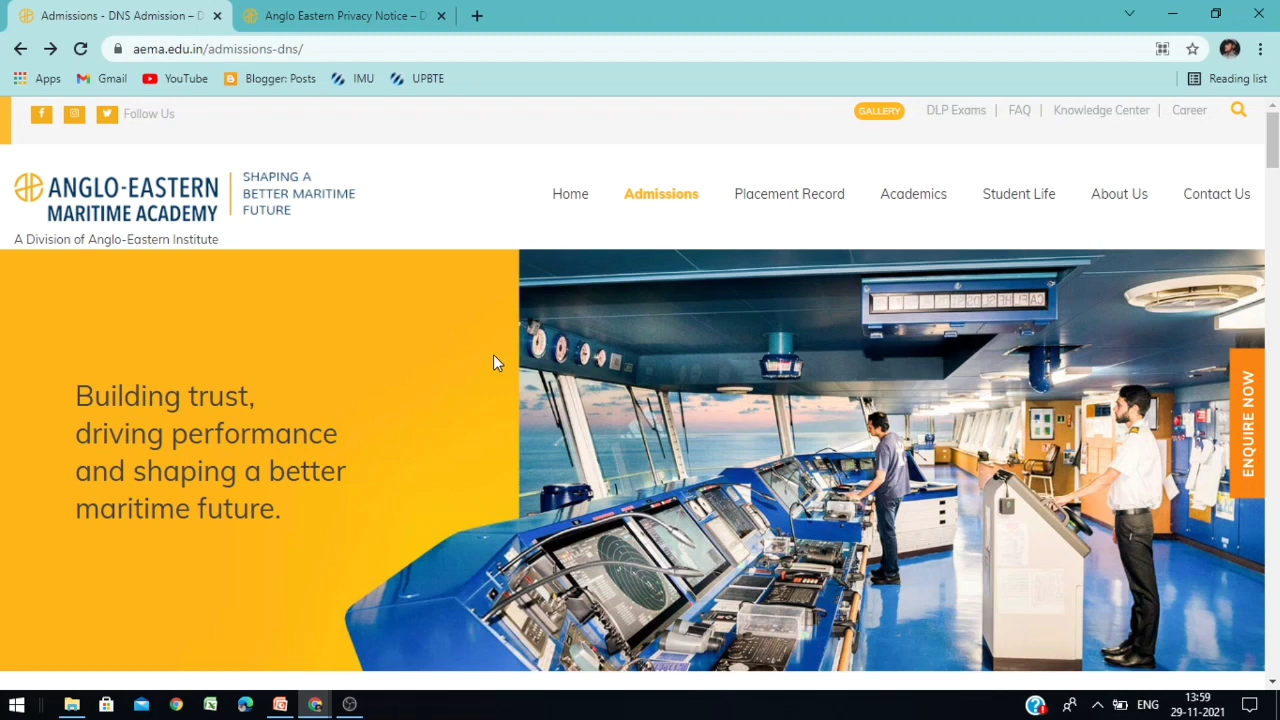 Admissions - DNS Admission – D
Anglo Eastern Privacy Notice – D
aema.edu.in/admissions-dns/
Apps
Gmail
YouTube
Blogger: Posts
IMU
UPBTE
Reading list
Follow Us
GALLERY
DLP Exams |
FAQ |
Knowledge Center |
Career
ANGLO-EASTERN
MARITIME ACADEMY
SHAPING A
BETTER MARITIME
FUTURE
A Division of Anglo-Eastern Institute
Home
Admissions
Placement Record
Academics
Student Life
About Us
Contact Us
Building trust,
driving performance
and shaping a better
maritime future.
ENQUIRE NOW
ENG
13:59
29-11-2021